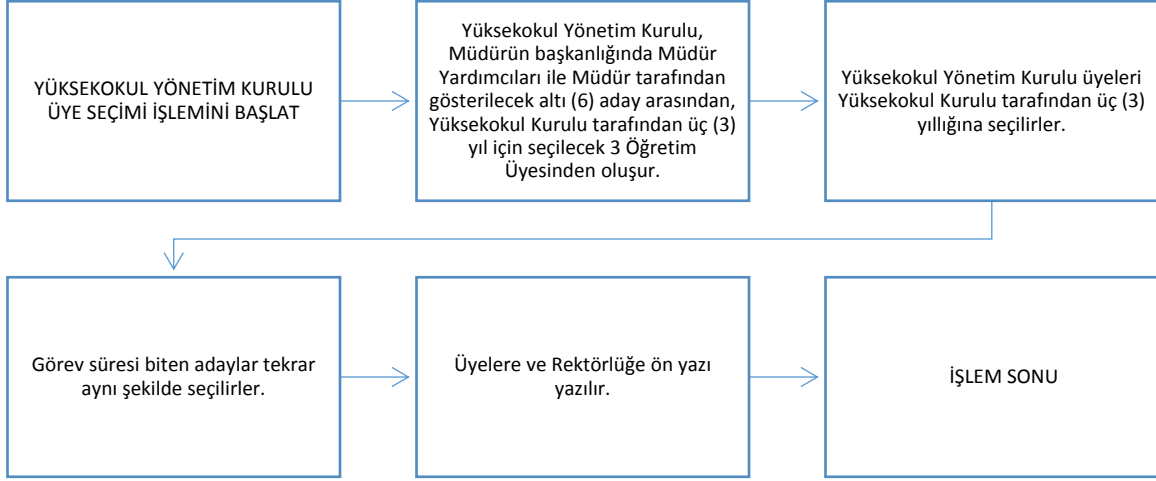 YÜKSEKOKUL YÖNETİM KURULU
ÜYE SEÇİMİ İŞLEMİNİ BAŞLAT
Yüksekokul Yönetim Kurulu,
Müdürün başkanlığında Müdür
Yardımcıları ile Müdür tarafından
gösterilecek altı (6) aday arasından,
Yüksekokul Kurulu tarafından üç (3)
yıl için seçilecek 3 Öğretim
Üyesinden oluşur.
Yüksekokul Yönetim Kurulu üyeleri
Yüksekokul Kurulu tarafından üç (3)
yıllığına seçilirler.
Görev süresi biten adaylar tekrar
aynı şekilde seçilirler.
Üyelere ve Rektörlüğe ön yazı
yazılır.
İŞLEM SONU